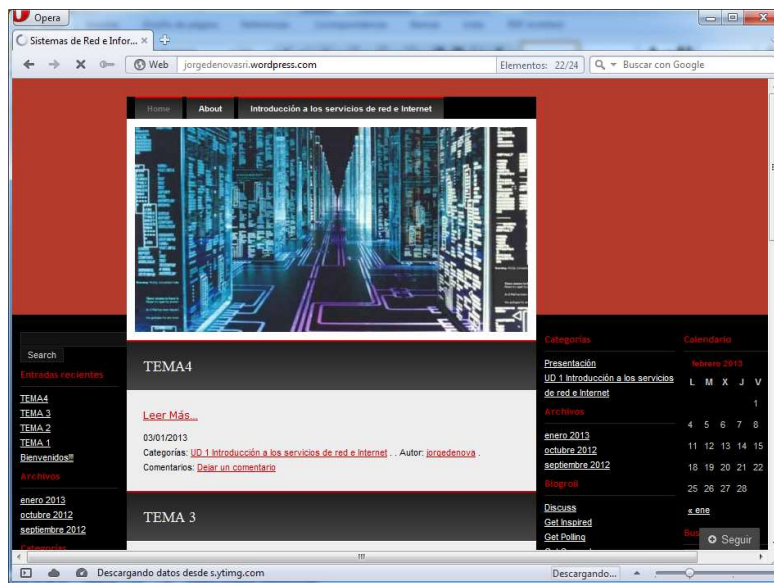 Opera
Sistemas de Red e Infor...
Web
jorgedenovasri.wordpress.com
Elementos: 22/24
Buscar con Google
Home
About
Introducción a los servicios de red e Internet
Search
Entradas recientes
TEMA4
TEMA 3
TEMA 2
TEMA 1
Bienvenidos!!!
Archivos
enero 2013
octubre 2012
septiembre 2012
Categorías
TEMA4
Leer Más...
03/01/2013
Categorías: UD 1 Introducción a los servicios de red e Internet . . Autor: jorgedenova .
Comentarios: Dejar un comentario
TEMA 3
Categorías
Presentación
UD 1 Introducción a los servicios
de red e Internet
Archivos
enero 2013
octubre 2012
septiembre 2012
Blogroll
Discuss
Get Inspired
Get Polling
Calendario
febrero 2013
L M X J V
1
4 5 6 7 8
11 12 13 14 15
18 19 20 21 22
25 26 27 28
« ene
Seguir
Descargando datos desde s.ytimg.com
Descargando...